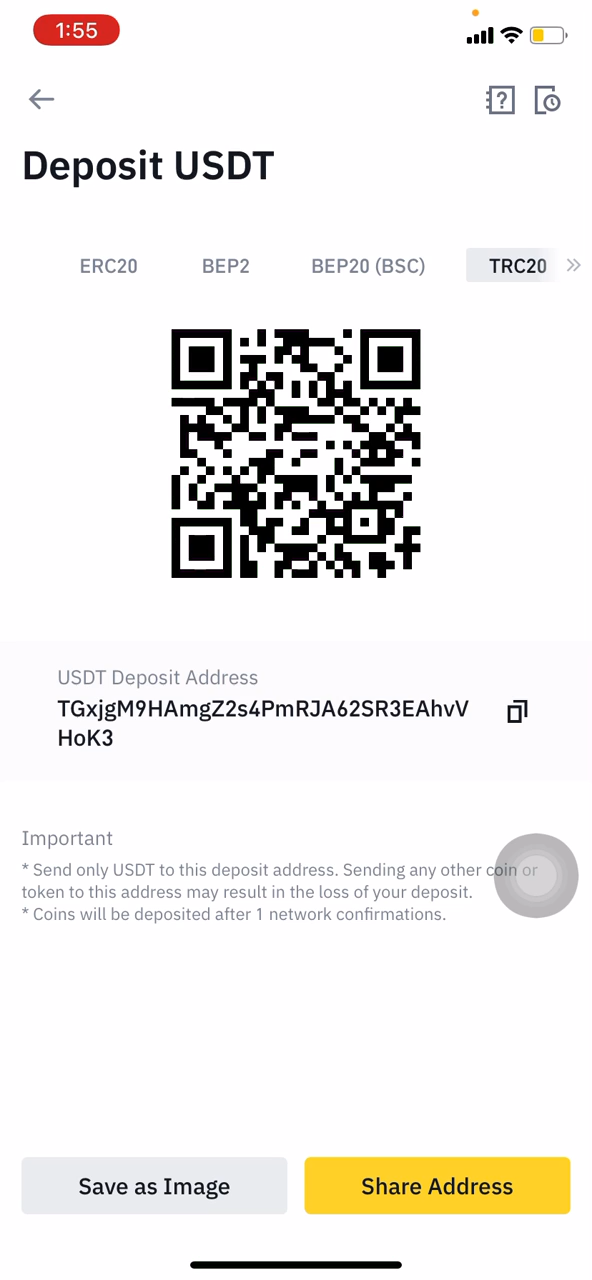 1:55
Deposit USDT
ERC20 BEP2 BEP20 (BSC) TRC20
USDT Deposit Address
TGxjgM9HAmgZ2s4PmRJA62SR3EAhvV
HoK3
Important
* Send only USDT to this deposit address. Sending any other coin or
token to this address may result in the loss of your deposit.
* Coins will be deposited after 1 network confirmations.
Save as Image Share Address